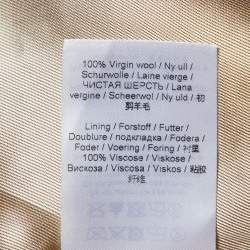 100% Virgin wool / Ny ull /
Schurwolle / Laine vierge /
ЧИСТАЯ ШЕРСТЬ / Lana
vergine / Scheerwol / Ny uld / 初
剪羊毛
Lining / Forstoff / Futter /
Doublure / подкладка / Fodera /
Foder / Voering / Foring / 衬里
100% Viscose / Viskose /
Вискоза / Viscosa / Viskos / 粘胶
纤维